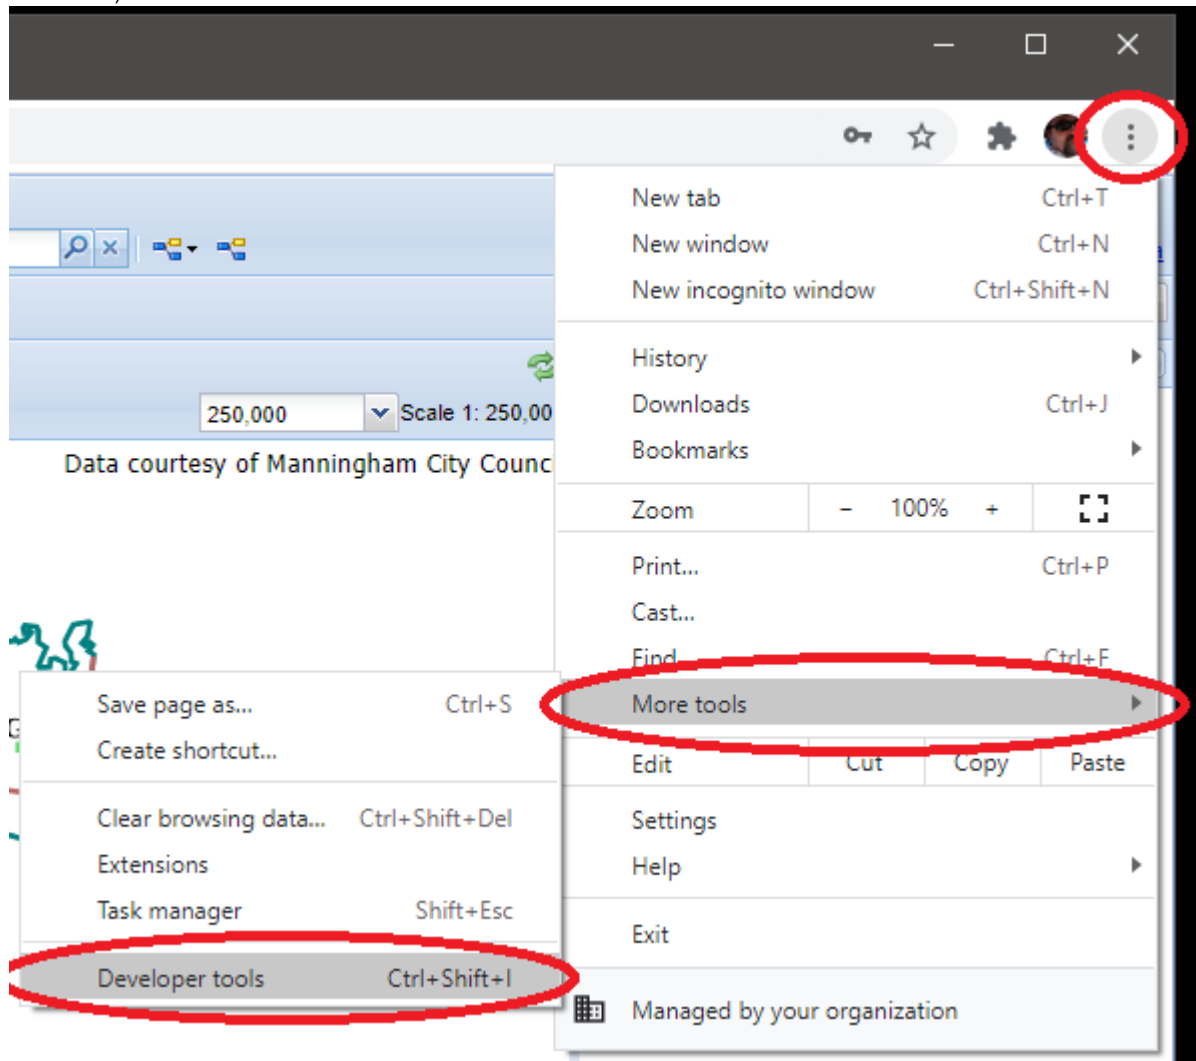 New tab Ctrl+T
New window Ctrl+N
New incognito window Ctrl+Shift+N
History
Downloads Ctrl+J
250,000 Scale 1: 250,00
Bookmarks
Data courtesy of Manningham City Counc
Zoom - 100% +
Print... Ctrl+P
Cast...
Find... Ctrl+F
More tools
Save page as... Ctrl+S
Create shortcut...
Edit Cut Copy Paste
Clear browsing data... Ctrl+Shift+Del
Settings
Extensions
Help
Task manager Shift+Esc
Exit
Developer tools Ctrl+Shift+I
Managed by your organization